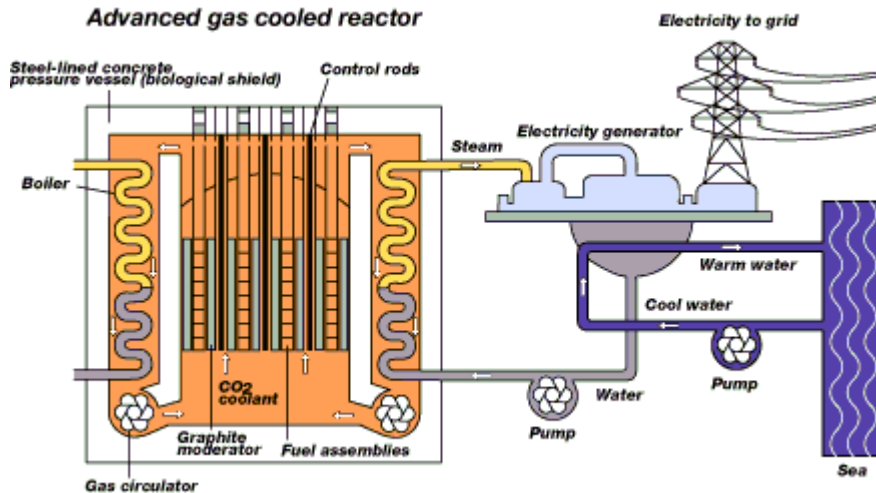 Advanced gas cooled reactor
Electricity to grid
Steel-lined concrete
pressure vessel (biological shield)
Control rods
Steam
Electricity generator
Boiler
Warm water
Cool water
CO2
coolant
Water
Pump
Graphite
moderator
Fuel assemblies
Pump
Gas circulator
Sea